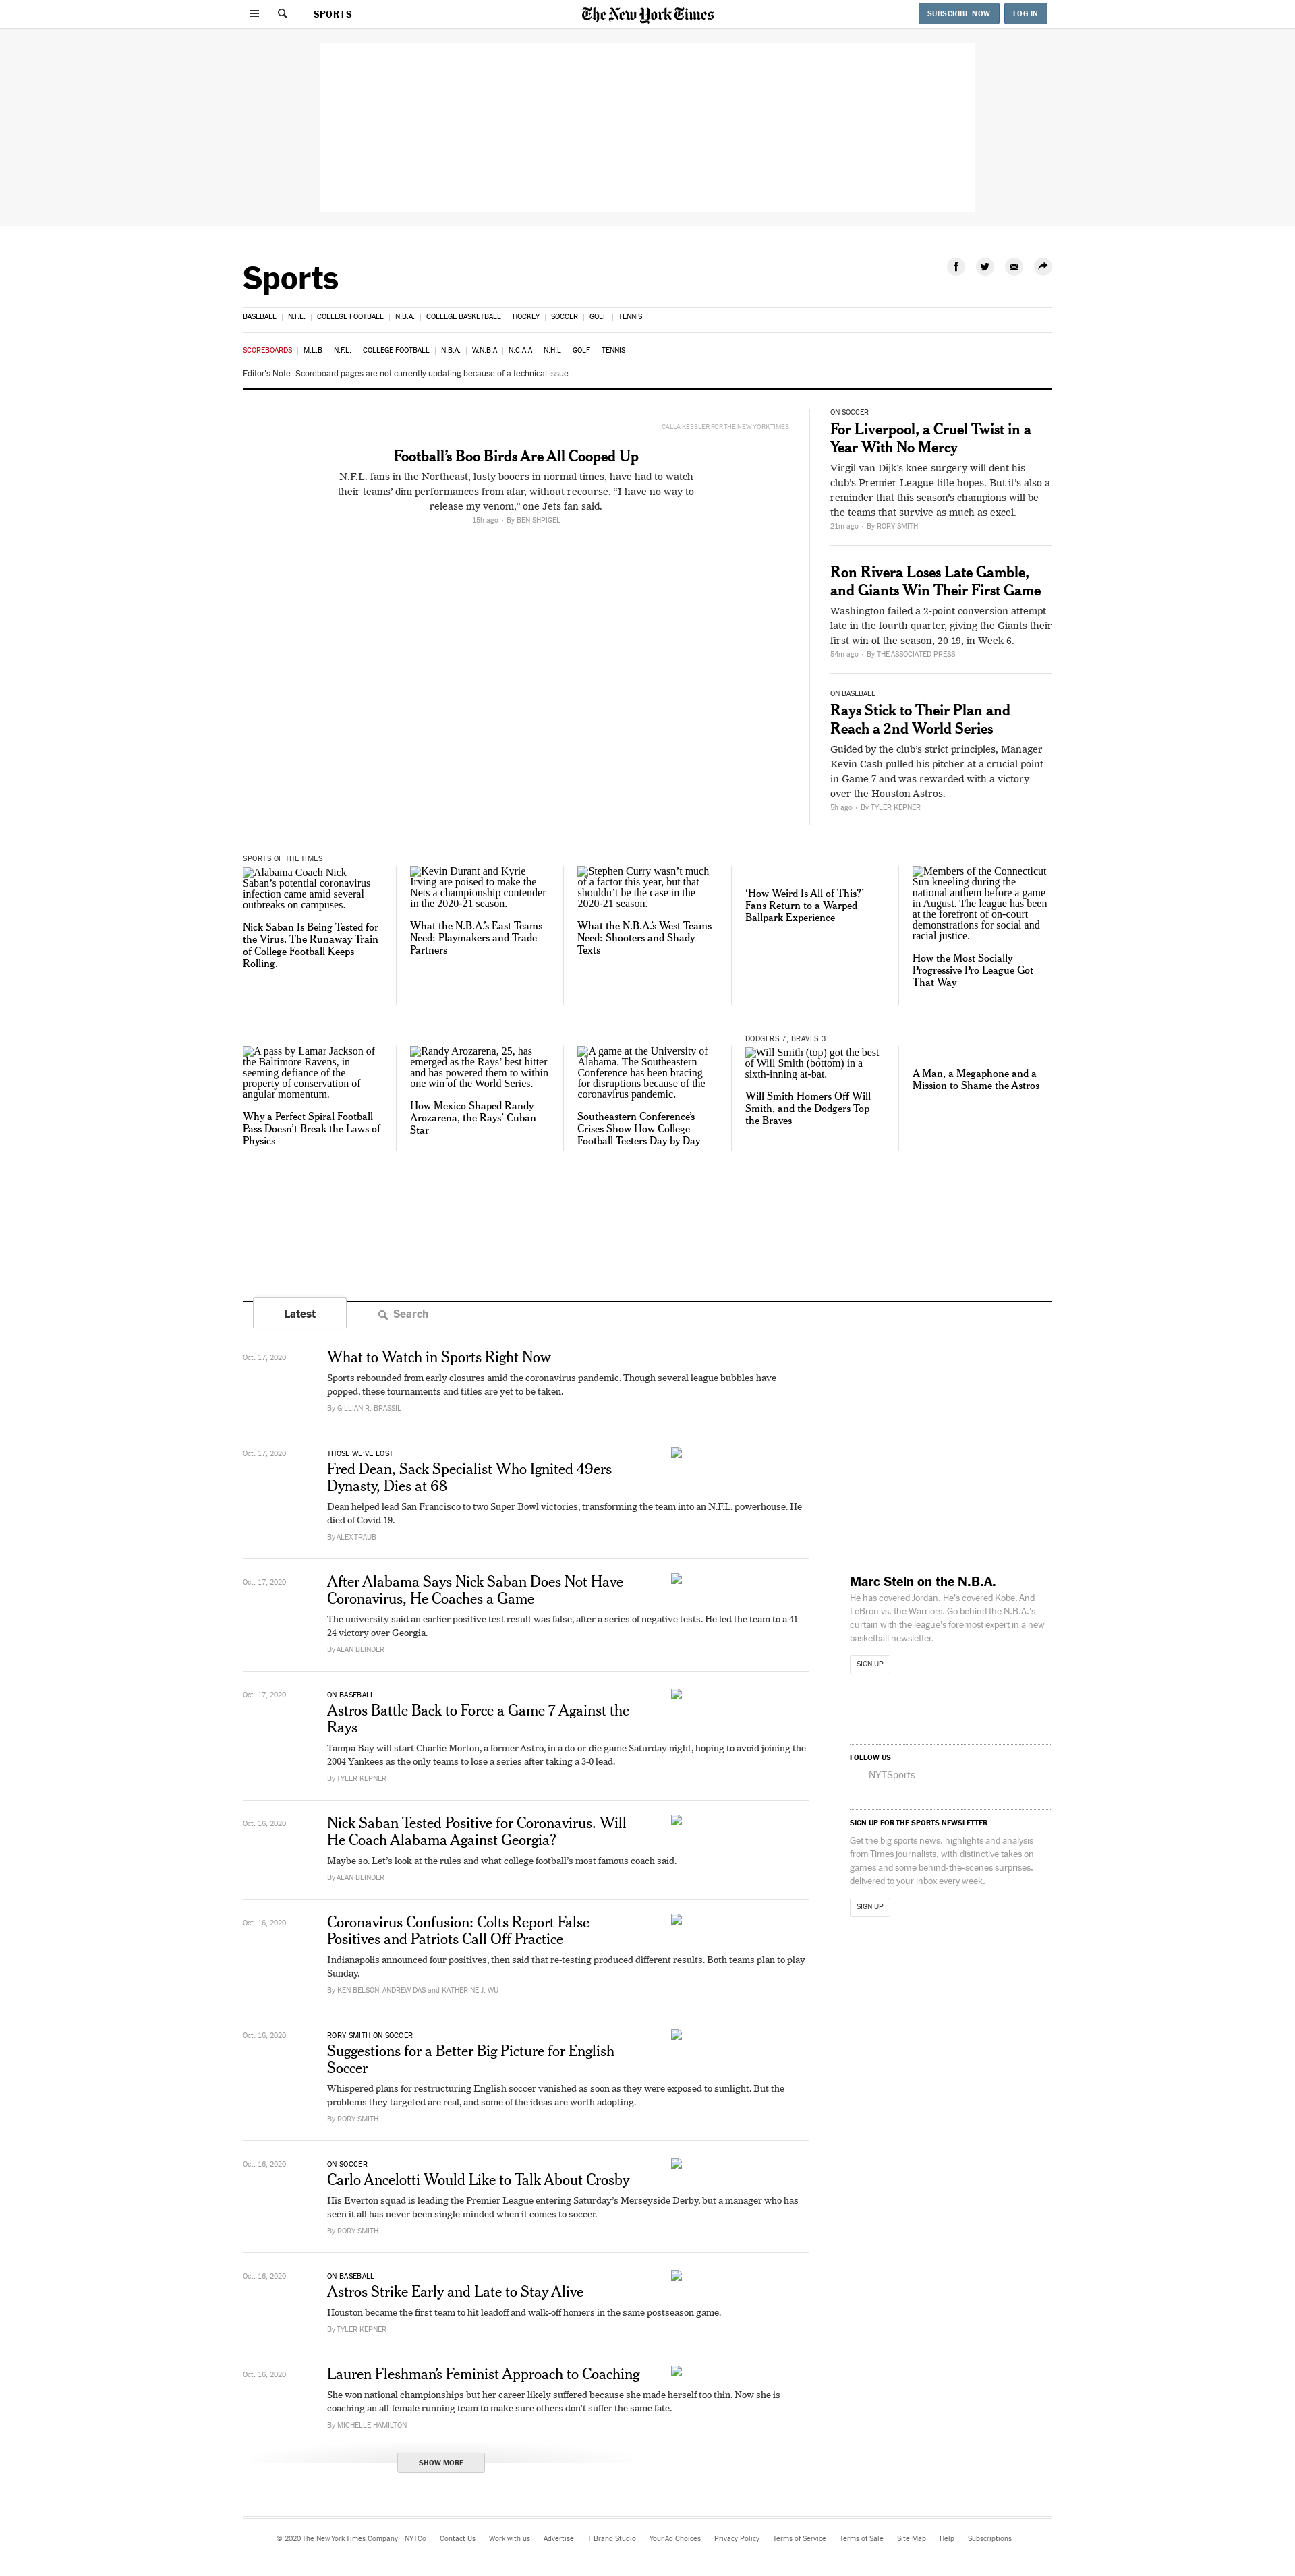 SPORTS
The New York Times
SUBSCRIBE NOW
LOG IN
Sports
BASEBALL | N.F.L. | COLLEGE FOOTBALL | N.B.A. | COLLEGE BASKETBALL | HOCKEY | SOCCER | GOLF | TENNIS
SCOREBOARDS | M.L.B | N.F.L. | COLLEGE FOOTBALL | N.B.A. | W.N.B.A | N.C.A.A | N.H.L | GOLF | TENNIS
Editor's Note: Scoreboard pages are not currently updating because of a technical issue.
CALLA KESSLER FOR THE NEW YORK TIMES
Football's Boo Birds Are All Cooped Up
N.F.L. fans in the Northeast, lusty booers in normal times, have had to watch
their teams' dim performances from afar, without recourse. "I have no way to
release my venom," one Jets fan said.
15h ago • By BEN SHPIGEL
ON SOCCER
For Liverpool, a Cruel Twist in a
Year With No Mercy
Virgil van Dijk's knee surgery will dent his
club's Premier League title hopes. But it's also a
reminder that this season's champions will be
the teams that survive as much as excel.
21m ago • By RORY SMITH
Ron Rivera Loses Late Gamble,
and Giants Win Their First Game
Washington failed a 2-point conversion attempt
late in the fourth quarter, giving the Giants their
first win of the season, 20-19, in Week 6.
54m ago • By THE ASSOCIATED PRESS
ON BASEBALL
Rays Stick to Their Plan and
Reach a 2nd World Series
Guided by the club's strict principles, Manager
Kevin Cash pulled his pitcher at a crucial point
in Game 7 and was rewarded with a victory
over the Houston Astros.
5h ago • By TYLER KEPNER
SPORTS OF THE TIMES
Alabama Coach Nick
Saban's potential coronavirus
infection came amid several
outbreaks on campuses.
Nick Saban Is Being Tested for
the Virus. The Runaway Train
of College Football Keeps
Rolling.
Kevin Durant and Kyrie
Irving are poised to make the
Nets a championship contender
in the 2020-21 season.
What the N.B.A.'s East Teams
Need: Playmakers and Trade
Partners
Stephen Curry wasn't much
of a factor this year, but that
shouldn't be the case in the
2020-21 season.
What the N.B.A.'s West Teams
Need: Shooters and Shady
Texts
'How Weird Is All of This?'
Fans Return to a Warped
Ballpark Experience
Members of the Connecticut
Sun kneeling during the
national anthem before a game
in August. The league has been
at the forefront of on-court
demonstrations for social and
racial justice.
How the Most Socially
Progressive Pro League Got
That Way
A pass by Lamar Jackson of
the Baltimore Ravens, in
seeming defiance of the
property of conservation of
angular momentum.
Why a Perfect Spiral Football
Pass Doesn't Break the Laws of
Physics
Randy Arozarena, 25, has
emerged as the Rays' best hitter
and has powered them to within
one win of the World Series.
How Mexico Shaped Randy
Arozarena, the Rays' Cuban
Star
A game at the University of
Alabama. The Southeastern
Conference has been bracing
for disruptions because of the
coronavirus pandemic.
Southeastern Conference's
Crises Show How College
Football Teeters Day by Day
DODGERS 7, BRAVES 3
Will Smith (top) got the best
of Will Smith (bottom) in a
sixth-inning at-bat.
Will Smith Homers Off Will
Smith, and the Dodgers Top
the Braves
A Man, a Megaphone and a
Mission to Shame the Astros
Latest
Search
Oct. 17, 2020
What to Watch in Sports Right Now
Sports rebounded from early closures amid the coronavirus pandemic. Though several league bubbles have
popped, these tournaments and titles are yet to be taken.
By GILLIAN R. BRASSIL
Oct. 17, 2020
THOSE WE'VE LOST
Fred Dean, Sack Specialist Who Ignited 49ers
Dynasty, Dies at 68
Dean helped lead San Francisco to two Super Bowl victories, transforming the team into an N.F.L. powerhouse. He
died of Covid-19.
By ALEX TRAUB
Oct. 17, 2020
After Alabama Says Nick Saban Does Not Have
Coronavirus, He Coaches a Game
The university said an earlier positive test result was false, after a series of negative tests. He led the team to a 41-
24 victory over Georgia.
By ALAN BLINDER
Oct. 17, 2020
ON BASEBALL
Astros Battle Back to Force a Game 7 Against the
Rays
Tampa Bay will start Charlie Morton, a former Astro, in a do-or-die game Saturday night, hoping to avoid joining the
2004 Yankees as the only teams to lose a series after taking a 3-0 lead.
By TYLER KEPNER
Oct. 16, 2020
Nick Saban Tested Positive for Coronavirus. Will
He Coach Alabama Against Georgia?
Maybe so. Let's look at the rules and what college football's most famous coach said.
By ALAN BLINDER
Oct. 16, 2020
Coronavirus Confusion: Colts Report False
Positives and Patriots Call Off Practice
Indianapolis announced four positives, then said that re-testing produced different results. Both teams plan to play
Sunday.
By KEN BELSON, ANDREW DAS and KATHERINE J. WU
Oct. 16, 2020
RORY SMITH ON SOCCER
Suggestions for a Better Big Picture for English
Soccer
Whispered plans for restructuring English soccer vanished as soon as they were exposed to sunlight. But the
problems they targeted are real, and some of the ideas are worth adopting.
By RORY SMITH
Oct. 16, 2020
ON SOCCER
Carlo Ancelotti Would Like to Talk About Crosby
His Everton squad is leading the Premier League entering Saturday's Merseyside Derby, but a manager who has
seen it all has never been single-minded when it comes to soccer.
By RORY SMITH
Oct. 16, 2020
ON BASEBALL
Astros Strike Early and Late to Stay Alive
Houston became the first team to hit leadoff and walk-off homers in the same postseason game.
By TYLER KEPNER
Oct. 16, 2020
Lauren Fleshman's Feminist Approach to Coaching
She won national championships but her career likely suffered because she made herself too thin. Now she is
coaching an all-female running team to make sure others don't suffer the same fate.
By MICHELLE HAMILTON
SHOW MORE
Marc Stein on the N.B.A.
He has covered Jordan. He's covered Kobe. And
LeBron vs. the Warriors. Go behind the N.B.A.'s
curtain with the league's foremost expert in a new
basketball newsletter.
SIGN UP
FOLLOW US
NYTSports
SIGN UP FOR THE SPORTS NEWSLETTER
Get the big sports news, highlights and analysis
from Times journalists, with distinctive takes on
games and some behind-the-scenes surprises,
delivered to your inbox every week.
SIGN UP
© 2020 The New York Times Company NYTCo Contact Us Work with us Advertise T Brand Studio Your Ad Choices Privacy Policy Terms of Service Terms of Sale Site Map Help Subscriptions